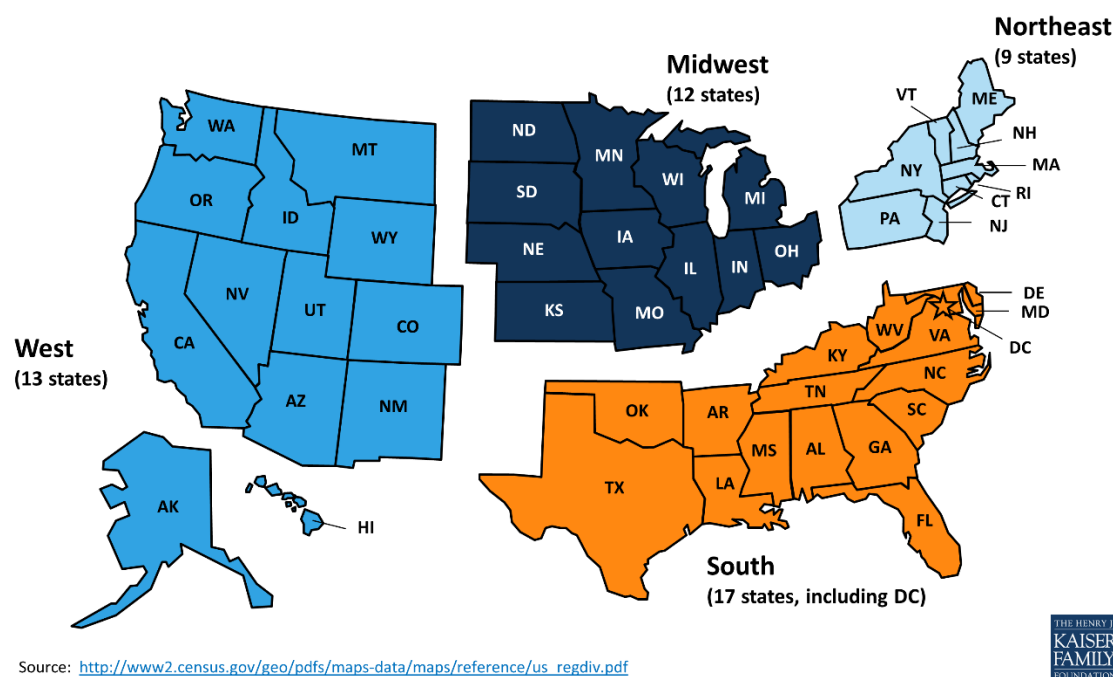 Northeast
(9 states)
Midwest
(12 states)
West
(13 states)
South
(17 states, including DC)
WA
MT
OR
ID
WY
NV
UT
CO
CA
AZ
NM
AK
HI
ND
MN
SD
WI
MI
NE
IA
IL
IN
OH
KS
MO
VT
ME
NH
NY
MA
RI
CT
PA
NJ
DE
MD
WV
VA
DC
KY
NC
TN
SC
OK
AR
MS
AL
GA
TX
LA
FL
Source: http://www2.census.gov/geo/pdfs/maps-data/maps/reference/us_regdiv.pdf
THE HENRY J
KAISER
FAMILY
FOUNDATION